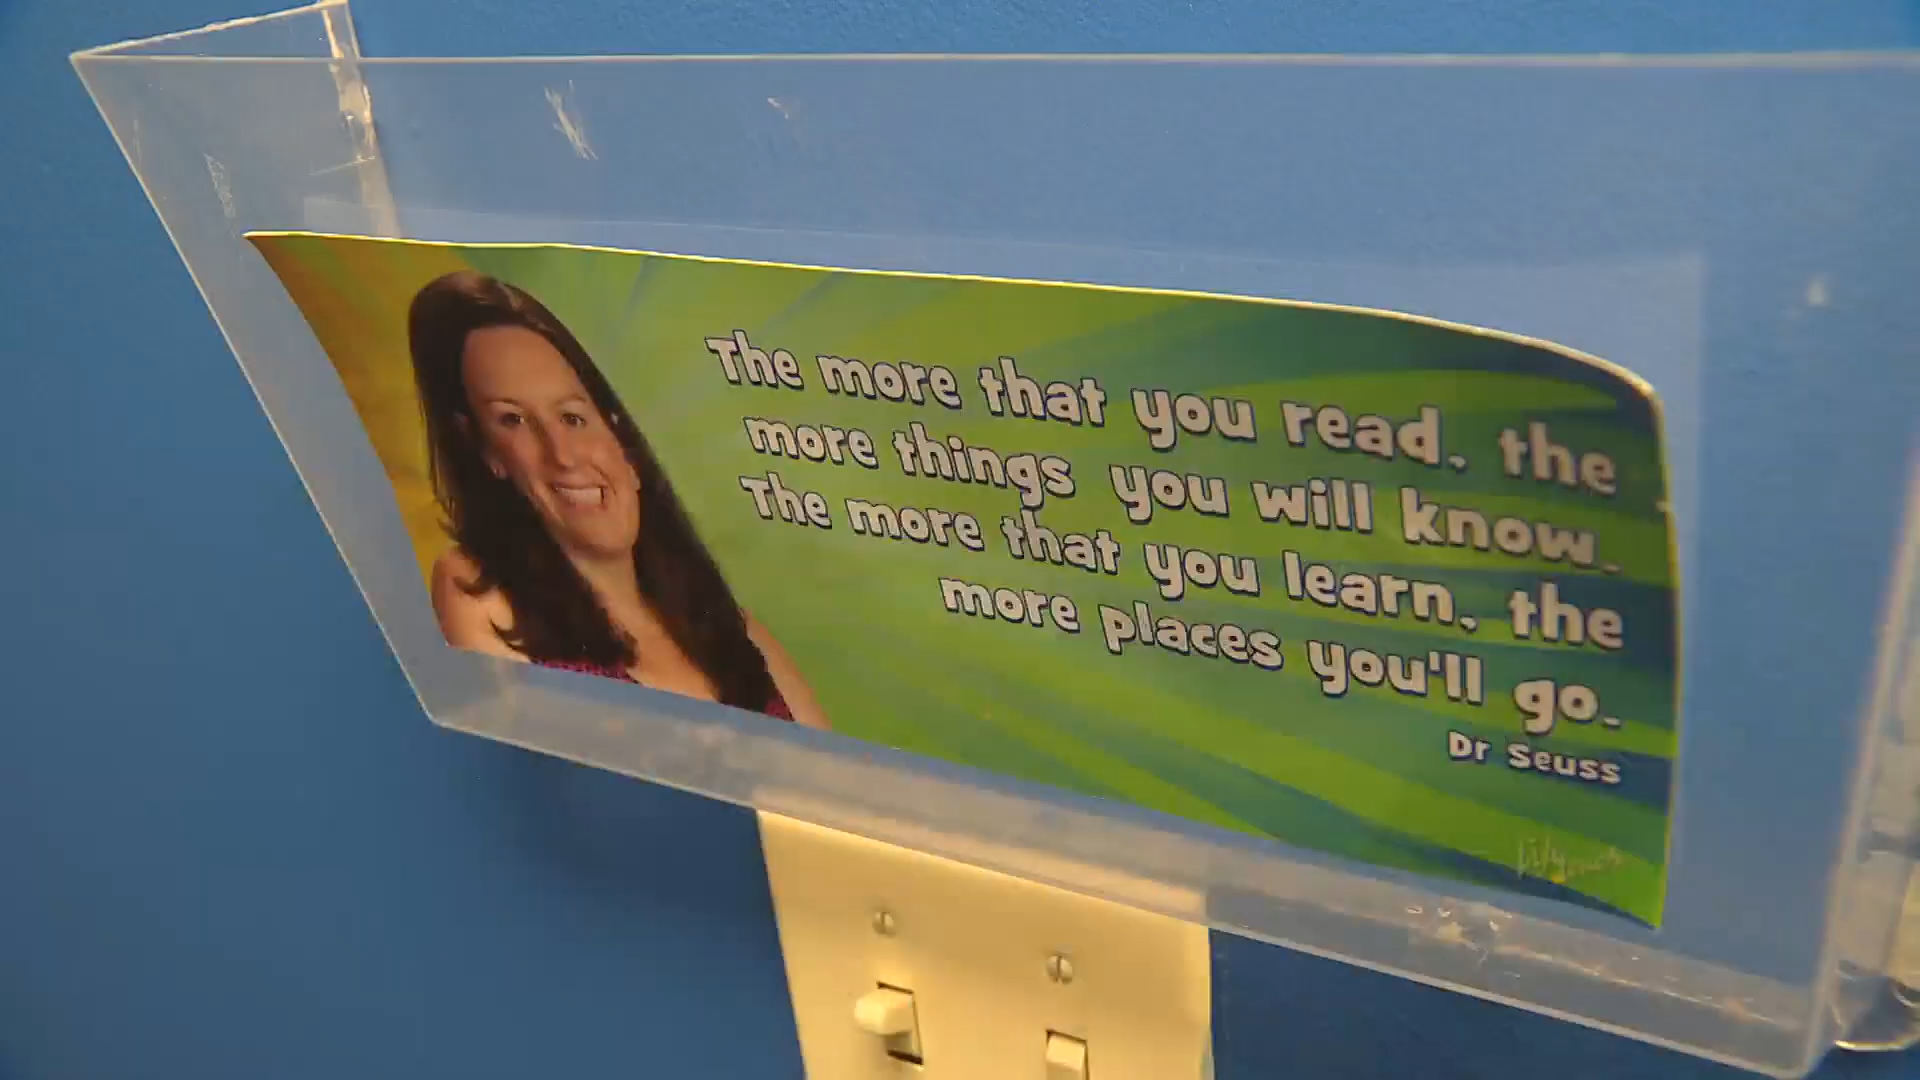 The more that you read, the
more things you will know.
The more that you learn, the
more places you'll go.
Dr Seuss